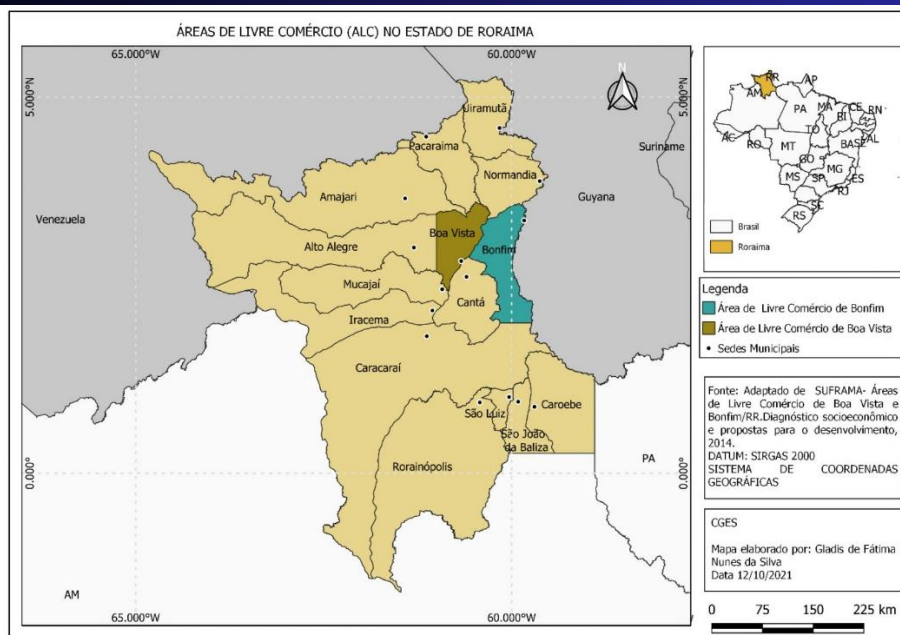 ÁREAS DE LIVRE COMÉRCIO (ALC) NO ESTADO DE RORAIMA
65.000°W
60.000°W
5.000°N
5.000°N
N
Uiramutã
Pacaraima
Suriname
Normandia
Amajari
Guyana
Venezuela
Boa Vista
Alto Alegre
Bonfim
Mucajaí
Cantá
Iracema
Caracaraí
São Luiz
Caroebe
São João
da Baliza
Rorainópolis
PA
0.000°
0.000°
AM
65.000°W
60.000°W
RR
AP
AM
PA
MA
CE
RN
PI
AC
TO
AL
RO
MT
BA
SE
GO
MG
MS
SP
ES
RJ
SC
RS
Brasil
Roraima
Legenda
Área de Livre Comércio de Bonfim
Área de Livre Comércio de Boa Vista
Sedes Municipais
Fonte: Adaptado de SUFRAMA- Áreas
de Livre Comércio de Boa Vista e
Bonfim/RR.Diagnóstico socioeconômico
e propostas para o desenvolvimento,
2014.
DATUM: SIRGAS 2000
SISTEMA DE COORDENADAS
GEOGRÁFICAS
CGES
Mapa elaborado por: Gladis de Fátima
Nunes da Silva
Data 12/10/2021
0 75 150 225 km